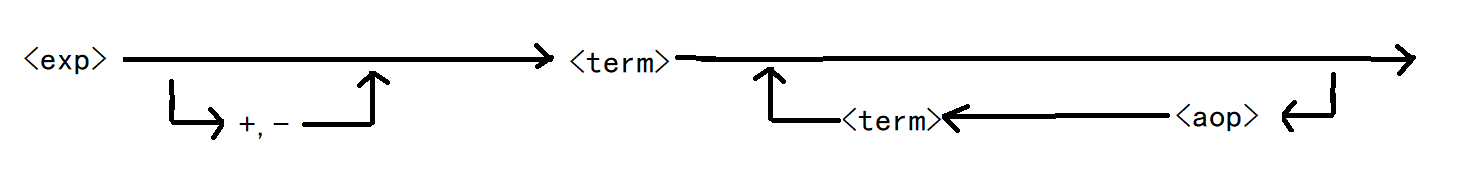 <exp> <term>
+,- <term> <aop>